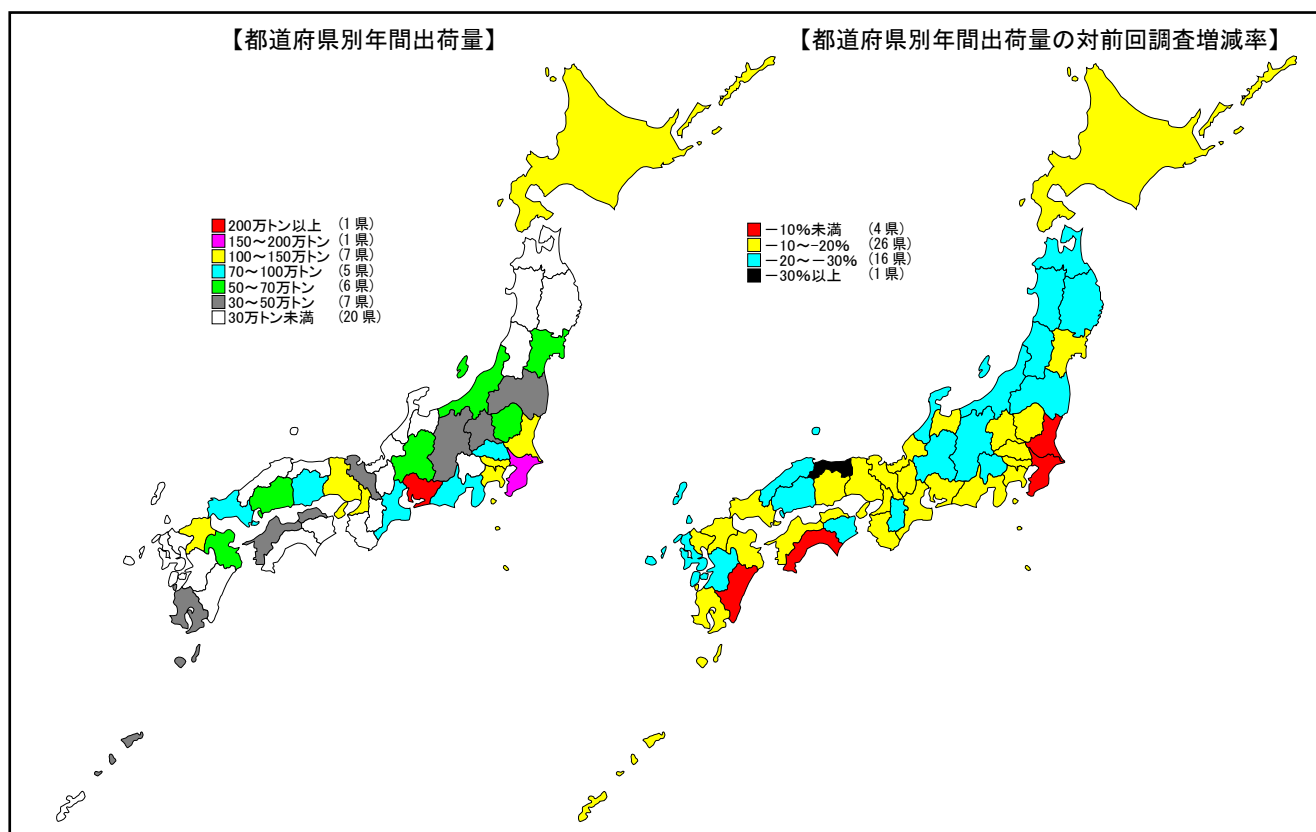 【都道府県別年間出荷量】
【都道府県別年間出荷量の対前回調査増減率】
200万トン以上 (1県)
150～200万トン (1県)
100～150万トン (7県)
70～100万トン (5県)
50～70万トン (6県)
30～50万トン (7県)
30万トン未満 (20県)
－10%未満 (4県)
－10～-20% (26県)
－20～－30% (16県)
－30%以上 (1県)